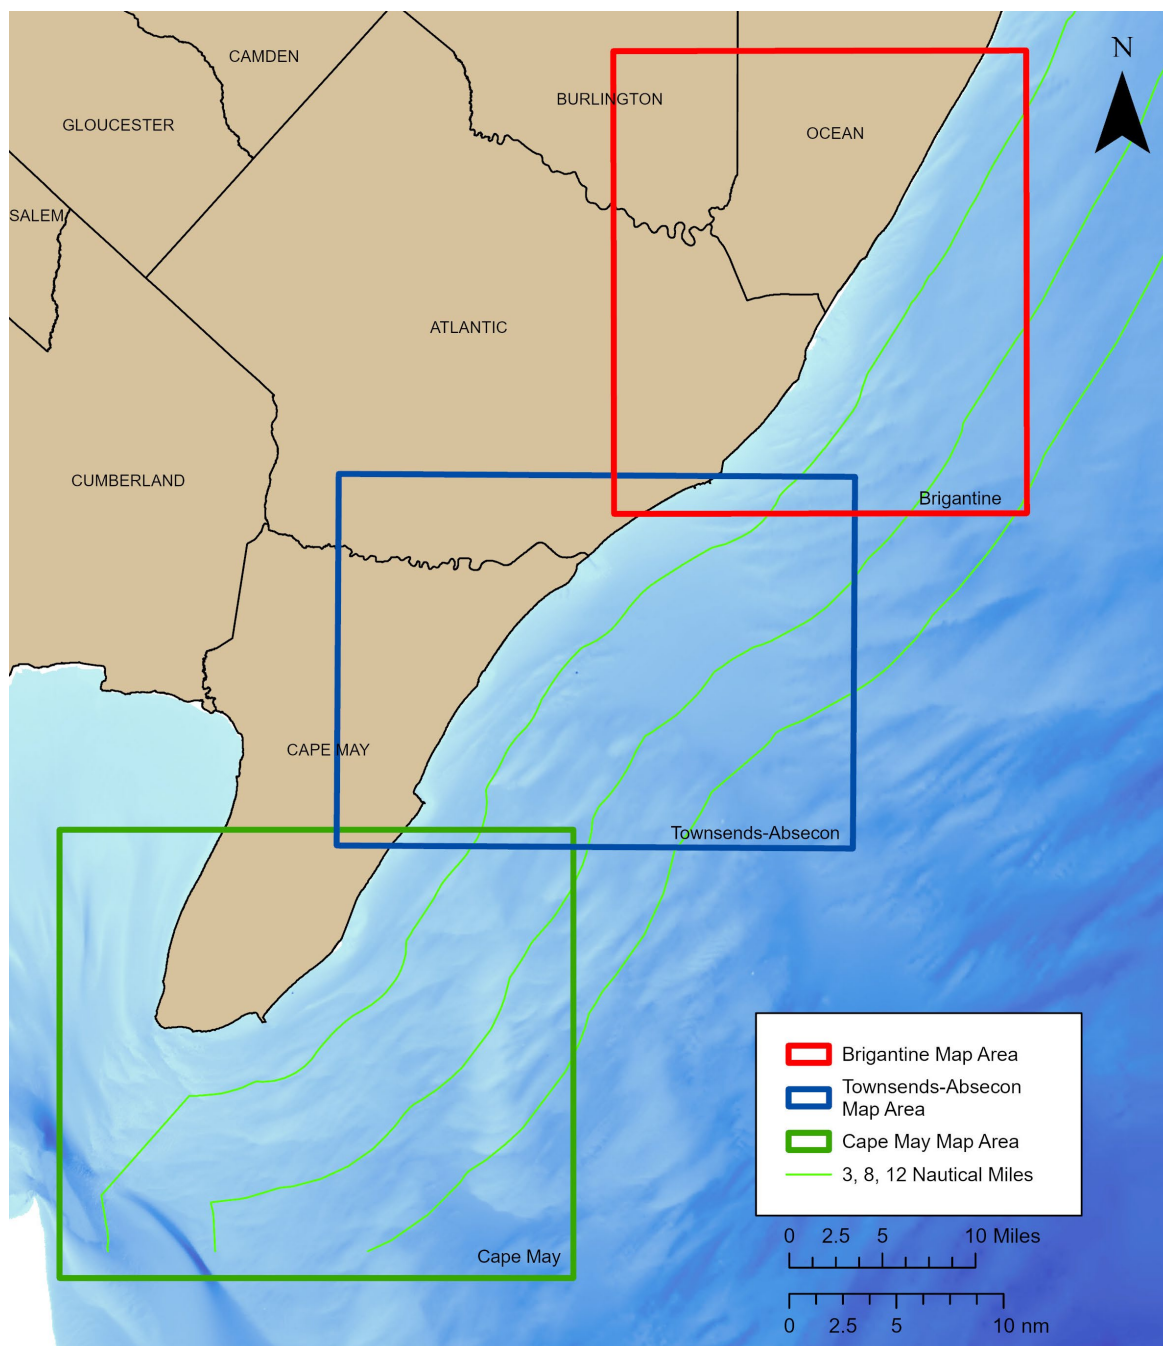 N
CAMDEN
BURLINGTON
GLOUCESTER
OCEAN
SALEM
ATLANTIC
CUMBERLAND
Brigantine
CAPE MAY
Townsends-Absecon
Cape May
Brigantine Map Area
Townsends-Absecon
Map Area
Cape May Map Area
3, 8, 12 Nautical Miles
0 2.5 5 10 Miles
0 2.5 5 10 nm